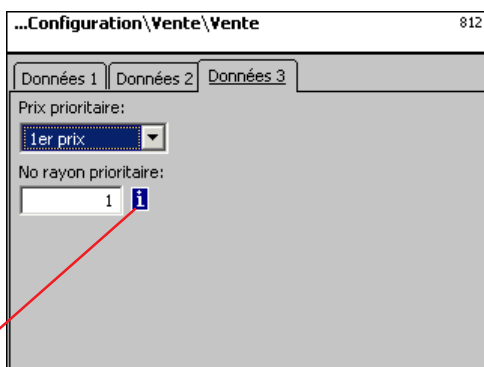 ...Configuration\Vente\Vente 812
Données 1 Données 2 Données 3
Prix prioritaire:
1er prix
No rayon prioritaire:
1 i